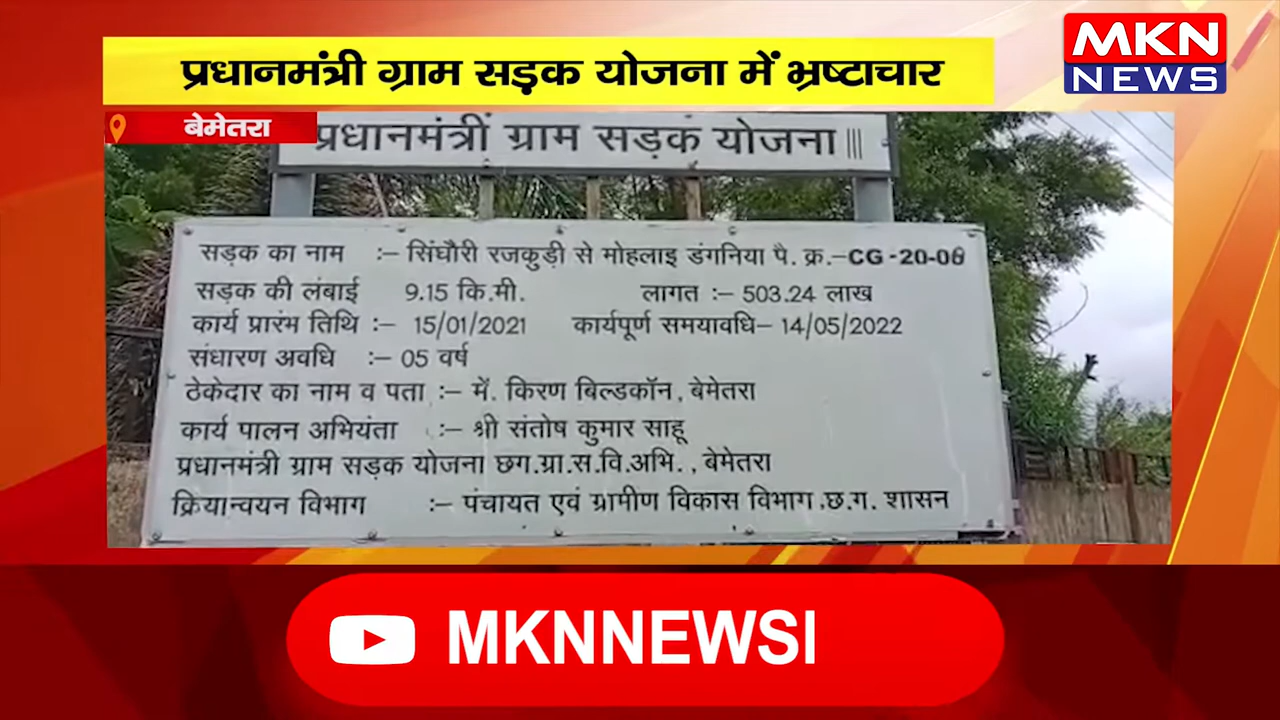 प्रधानमंत्री ग्राम सड़क योजना में भ्रष्टाचार
MKN
NEWS
बेमेतरा
प्रधानमंत्री ग्राम सड़क योजना III
सड़क का नाम :– सिंघौरी रजकुड़ी से मोहलाइ डंगनिया पै. क्र.–CG-20-08
सड़क की लंबाई 9.15 कि.मी. लागत :– 503.24 लाख
कार्य प्रारंभ तिथि :– 15/01/2021 कार्यपूर्ण समयावधि– 14/05/2022
संधारण अवधि :– 05 वर्ष
ठेकेदार का नाम व पता :– में. किरण बिल्डकॉन, बेमेतरा
कार्य पालन अभियंता :– श्री संतोष कुमार साहू
प्रधानमंत्री ग्राम सड़क योजना छग.ग्रा.स.वि.अभि., बेमेतरा
क्रियान्वयन विभाग :– पंचायत एवं ग्रामीण विकास विभाग .छ.ग. शासन
MKNNEWSI